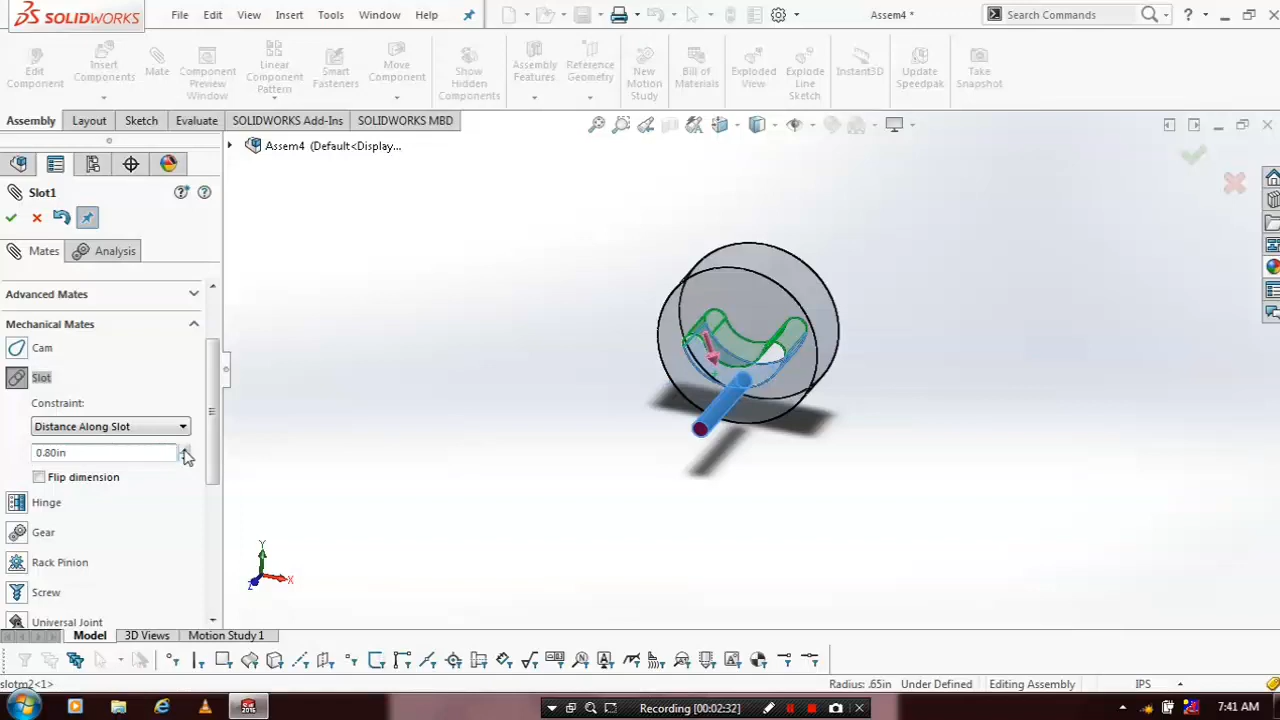 SOLIDWORKS File Edit View Insert Tools Window Help Assem4 * Search Commands
Edit Component
Insert Components
Mate
Component Preview Window
Linear Component Pattern
Smart Fasteners
Move Component
Show Hidden Components
Assembly Features
Reference Geometry
New Motion Study
Bill of Materials
Exploded View
Explode Line Sketch
Instant3D
Update Speedpak
Take Snapshot
Assembly Layout Sketch Evaluate SOLIDWORKS Add-Ins SOLIDWORKS MBD
Assem4 (Default<Display...
Slot1
Mates Analysis
Advanced Mates
Mechanical Mates
Cam
Slot
Constraint:
Distance Along Slot
0.80in
Flip dimension
Hinge
Gear
Rack Pinion
Screw
Universal Joint
Y
X
Z
Model 3D Views Motion Study 1
slotm2<1> Radius: .65in Under Defined Editing Assembly IPS
Recording [00:02:32] 7:41 AM